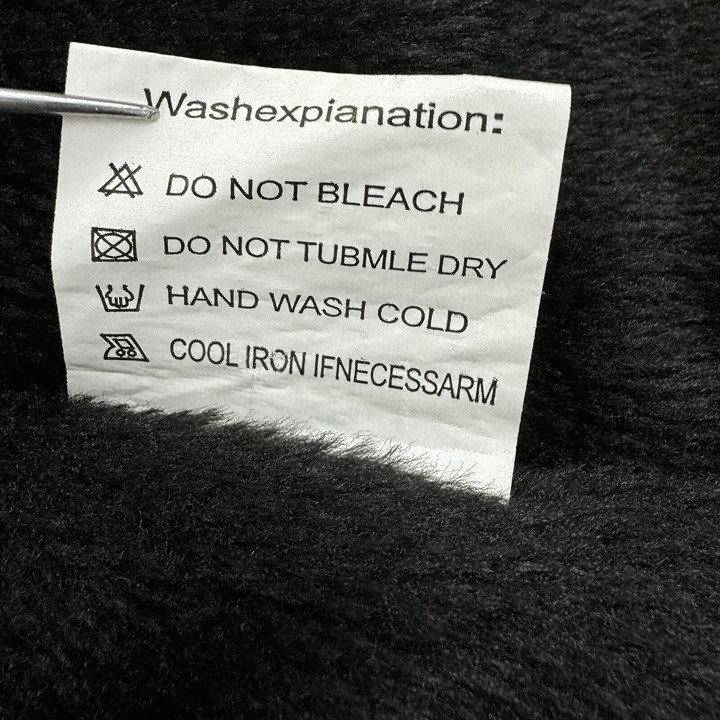 Washexpianation:
DO NOT BLEACH
DO NOT TUBMLE DRY
HAND WASH COLD
COOL IRON IFNECESSARM